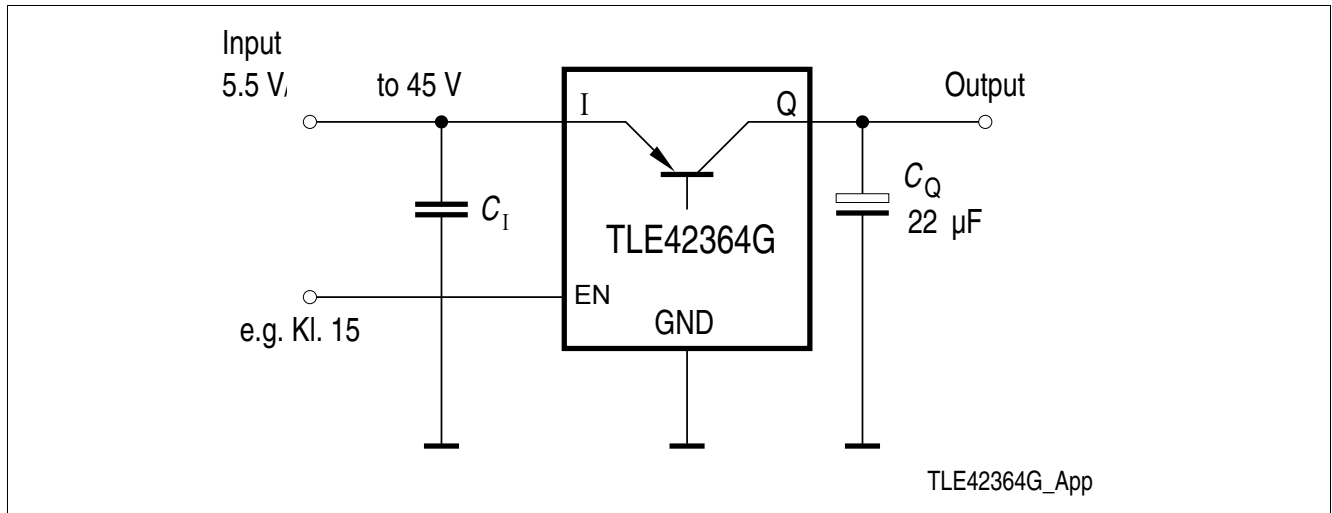 Input
5.5 V, to 45 V
I
Q
Output
C_I
C_Q
22 µF
TLE42364G
EN
GND
e.g. Kl. 15
TLE42364G_App